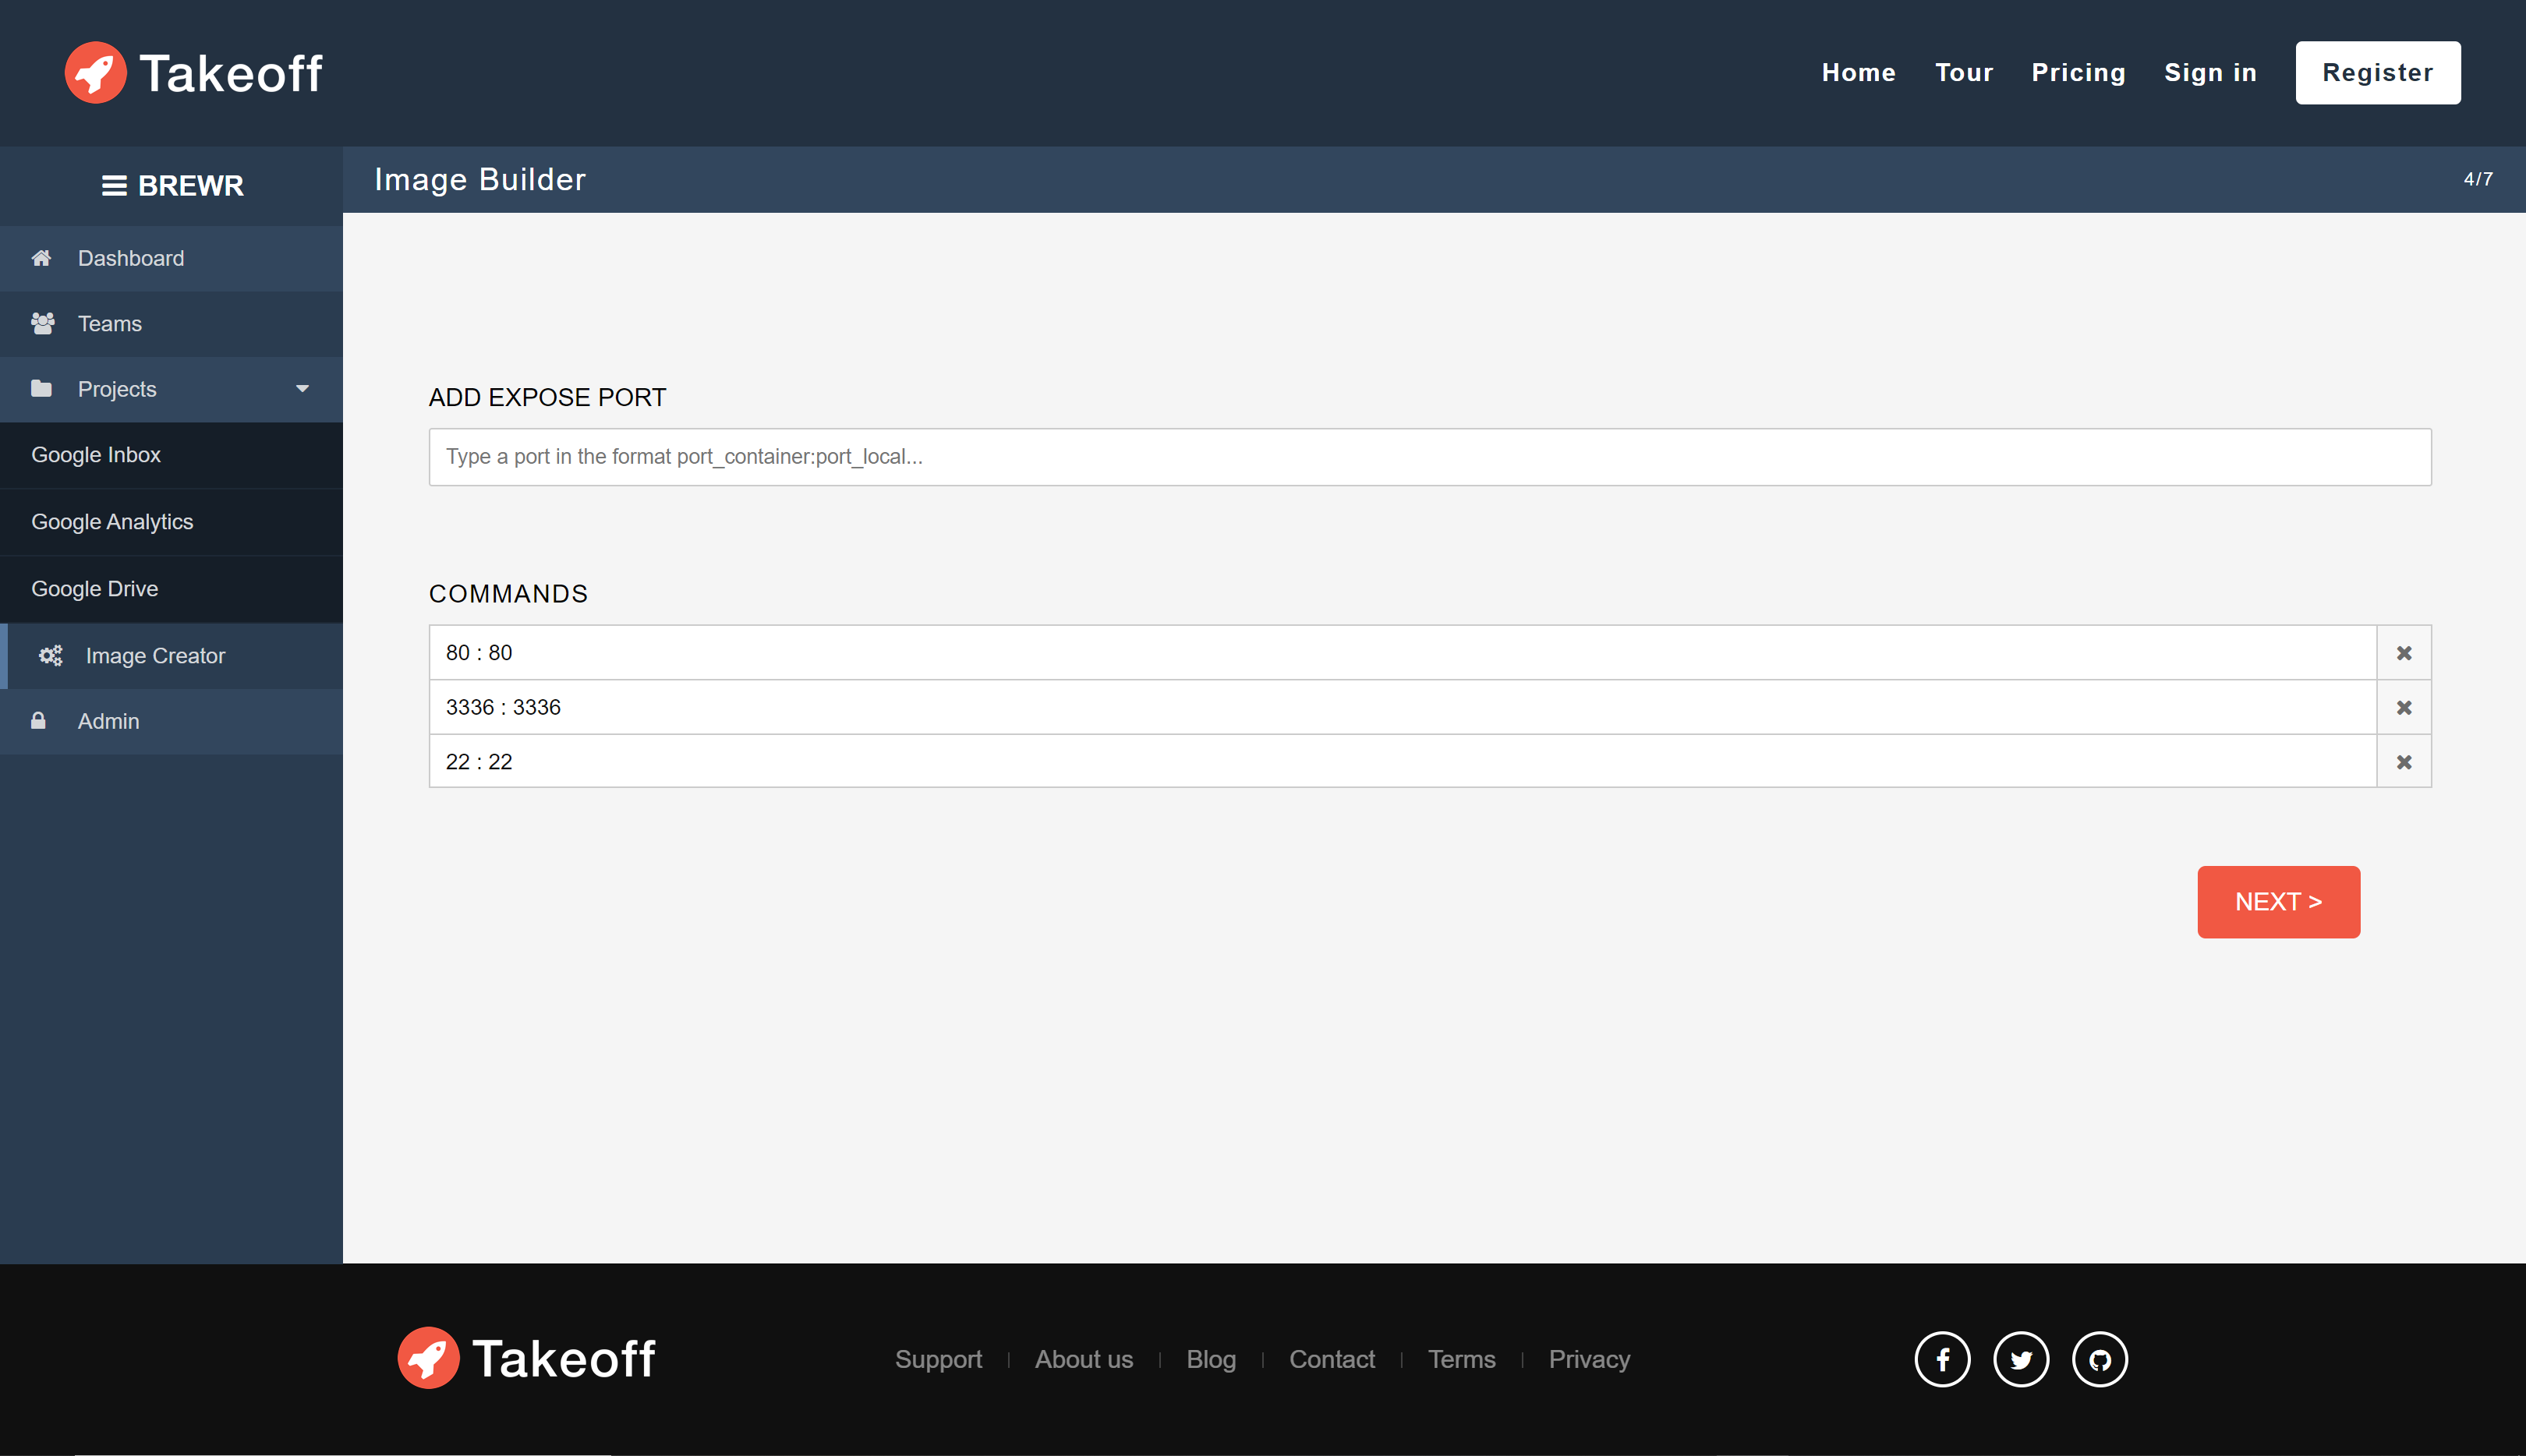 Takeoff
Home Tour Pricing Sign in Register
BREWR
Image Builder 4/7
Dashboard
Teams
Projects
Google Inbox
Google Analytics
Google Drive
Image Creator
Admin
ADD EXPOSE PORT
Type a port in the format port_container:port_local...
COMMANDS
80 : 80
3336 : 3336
22 : 22
NEXT >
Takeoff
Support | About us | Blog | Contact | Terms | Privacy